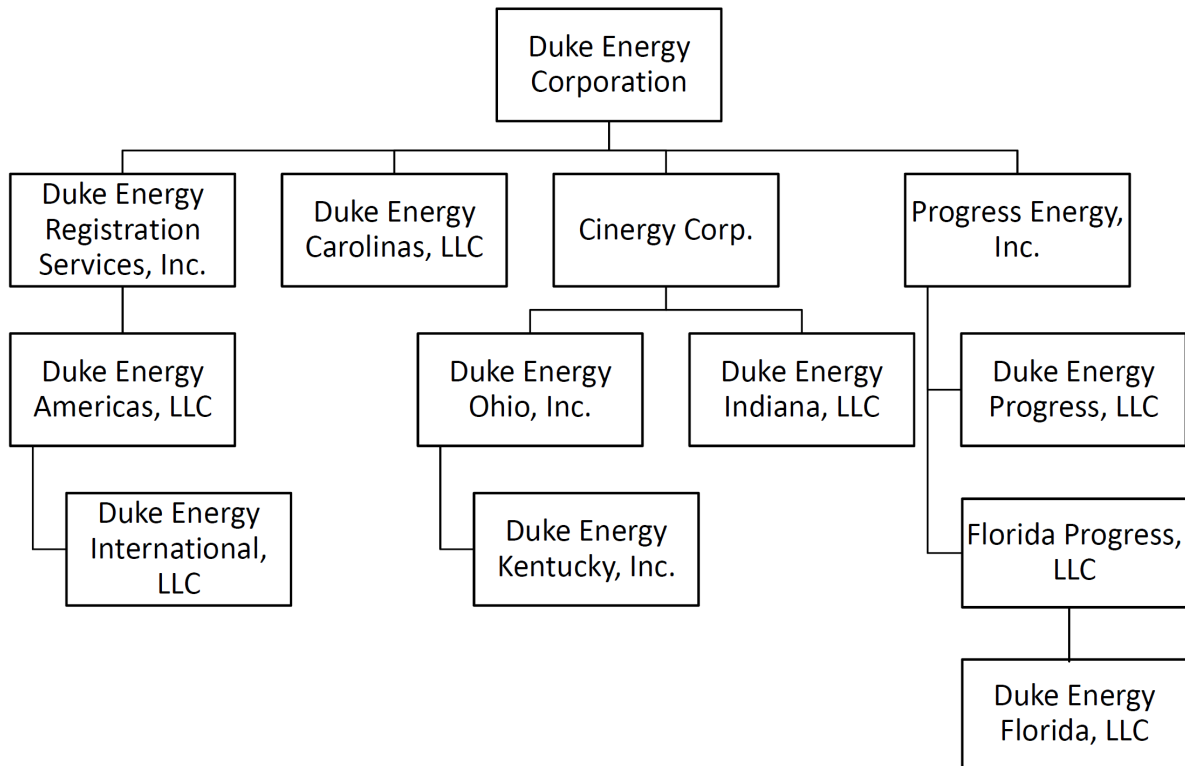 Duke Energy
Corporation
Duke Energy
Registration
Services, Inc.
Duke Energy
Carolinas, LLC
Cinergy Corp.
Progress Energy,
Inc.
Duke Energy
Americas, LLC
Duke Energy
Ohio, Inc.
Duke Energy
Indiana, LLC
Duke Energy
Progress, LLC
Duke Energy
International,
LLC
Duke Energy
Kentucky, Inc.
Florida Progress,
LLC
Duke Energy
Florida, LLC